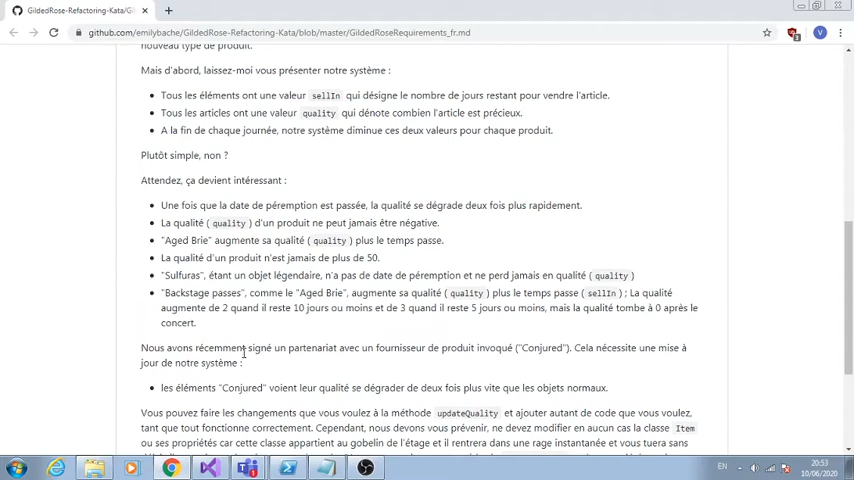 GildedRose-Refactoring-Kata/Gil
github.com/emilybache/GildedRose-Refactoring-Kata/blob/master/GildedRoseRequirements_fr.md
V
nouveau type de produit.
Mais d'abord, laissez-moi vous présenter notre système :
Tous les éléments ont une valeur sellIn qui désigne le nombre de jours restant pour vendre l'article.
Tous les articles ont une valeur quality qui dénote combien l'article est précieux.
A la fin de chaque journée, notre système diminue ces deux valeurs pour chaque produit.
Plutôt simple, non ?
Attendez, ça devient intéressant :
Une fois que la date de péremption est passée, la qualité se dégrade deux fois plus rapidement.
La qualité ( quality ) d'un produit ne peut jamais être négative.
"Aged Brie" augmente sa qualité ( quality ) plus le temps passe.
La qualité d'un produit n'est jamais de plus de 50.
"Sulfuras", étant un objet légendaire, n'a pas de date de péremption et ne perd jamais en qualité ( quality )
"Backstage passes", comme le "Aged Brie", augmente sa qualité ( quality ) plus le temps passe ( sellIn ) ; La qualité
augmente de 2 quand il reste 10 jours ou moins et de 3 quand il reste 5 jours ou moins, mais la qualité tombe à 0 après le
concert.
Nous avons récemment signé un partenariat avec un fournisseur de produit invoqué ("Conjured"). Cela nécessite une mise à
jour de notre système :
les éléments "Conjured" voient leur qualité se dégrader de deux fois plus vite que les objets normaux.
Vous pouvez faire les changements que vous voulez à la méthode updateQuality et ajouter autant de code que vous voulez,
tant que tout fonctionne correctement. Cependant, nous devons vous prévenir, ne devez modifier en aucun cas la classe Item
ou ses propriétés car cette classe appartient au gobelin de l'étage et il rentrera dans une rage instantanée et vous tuera sans
EN
20:53
10/06/2020